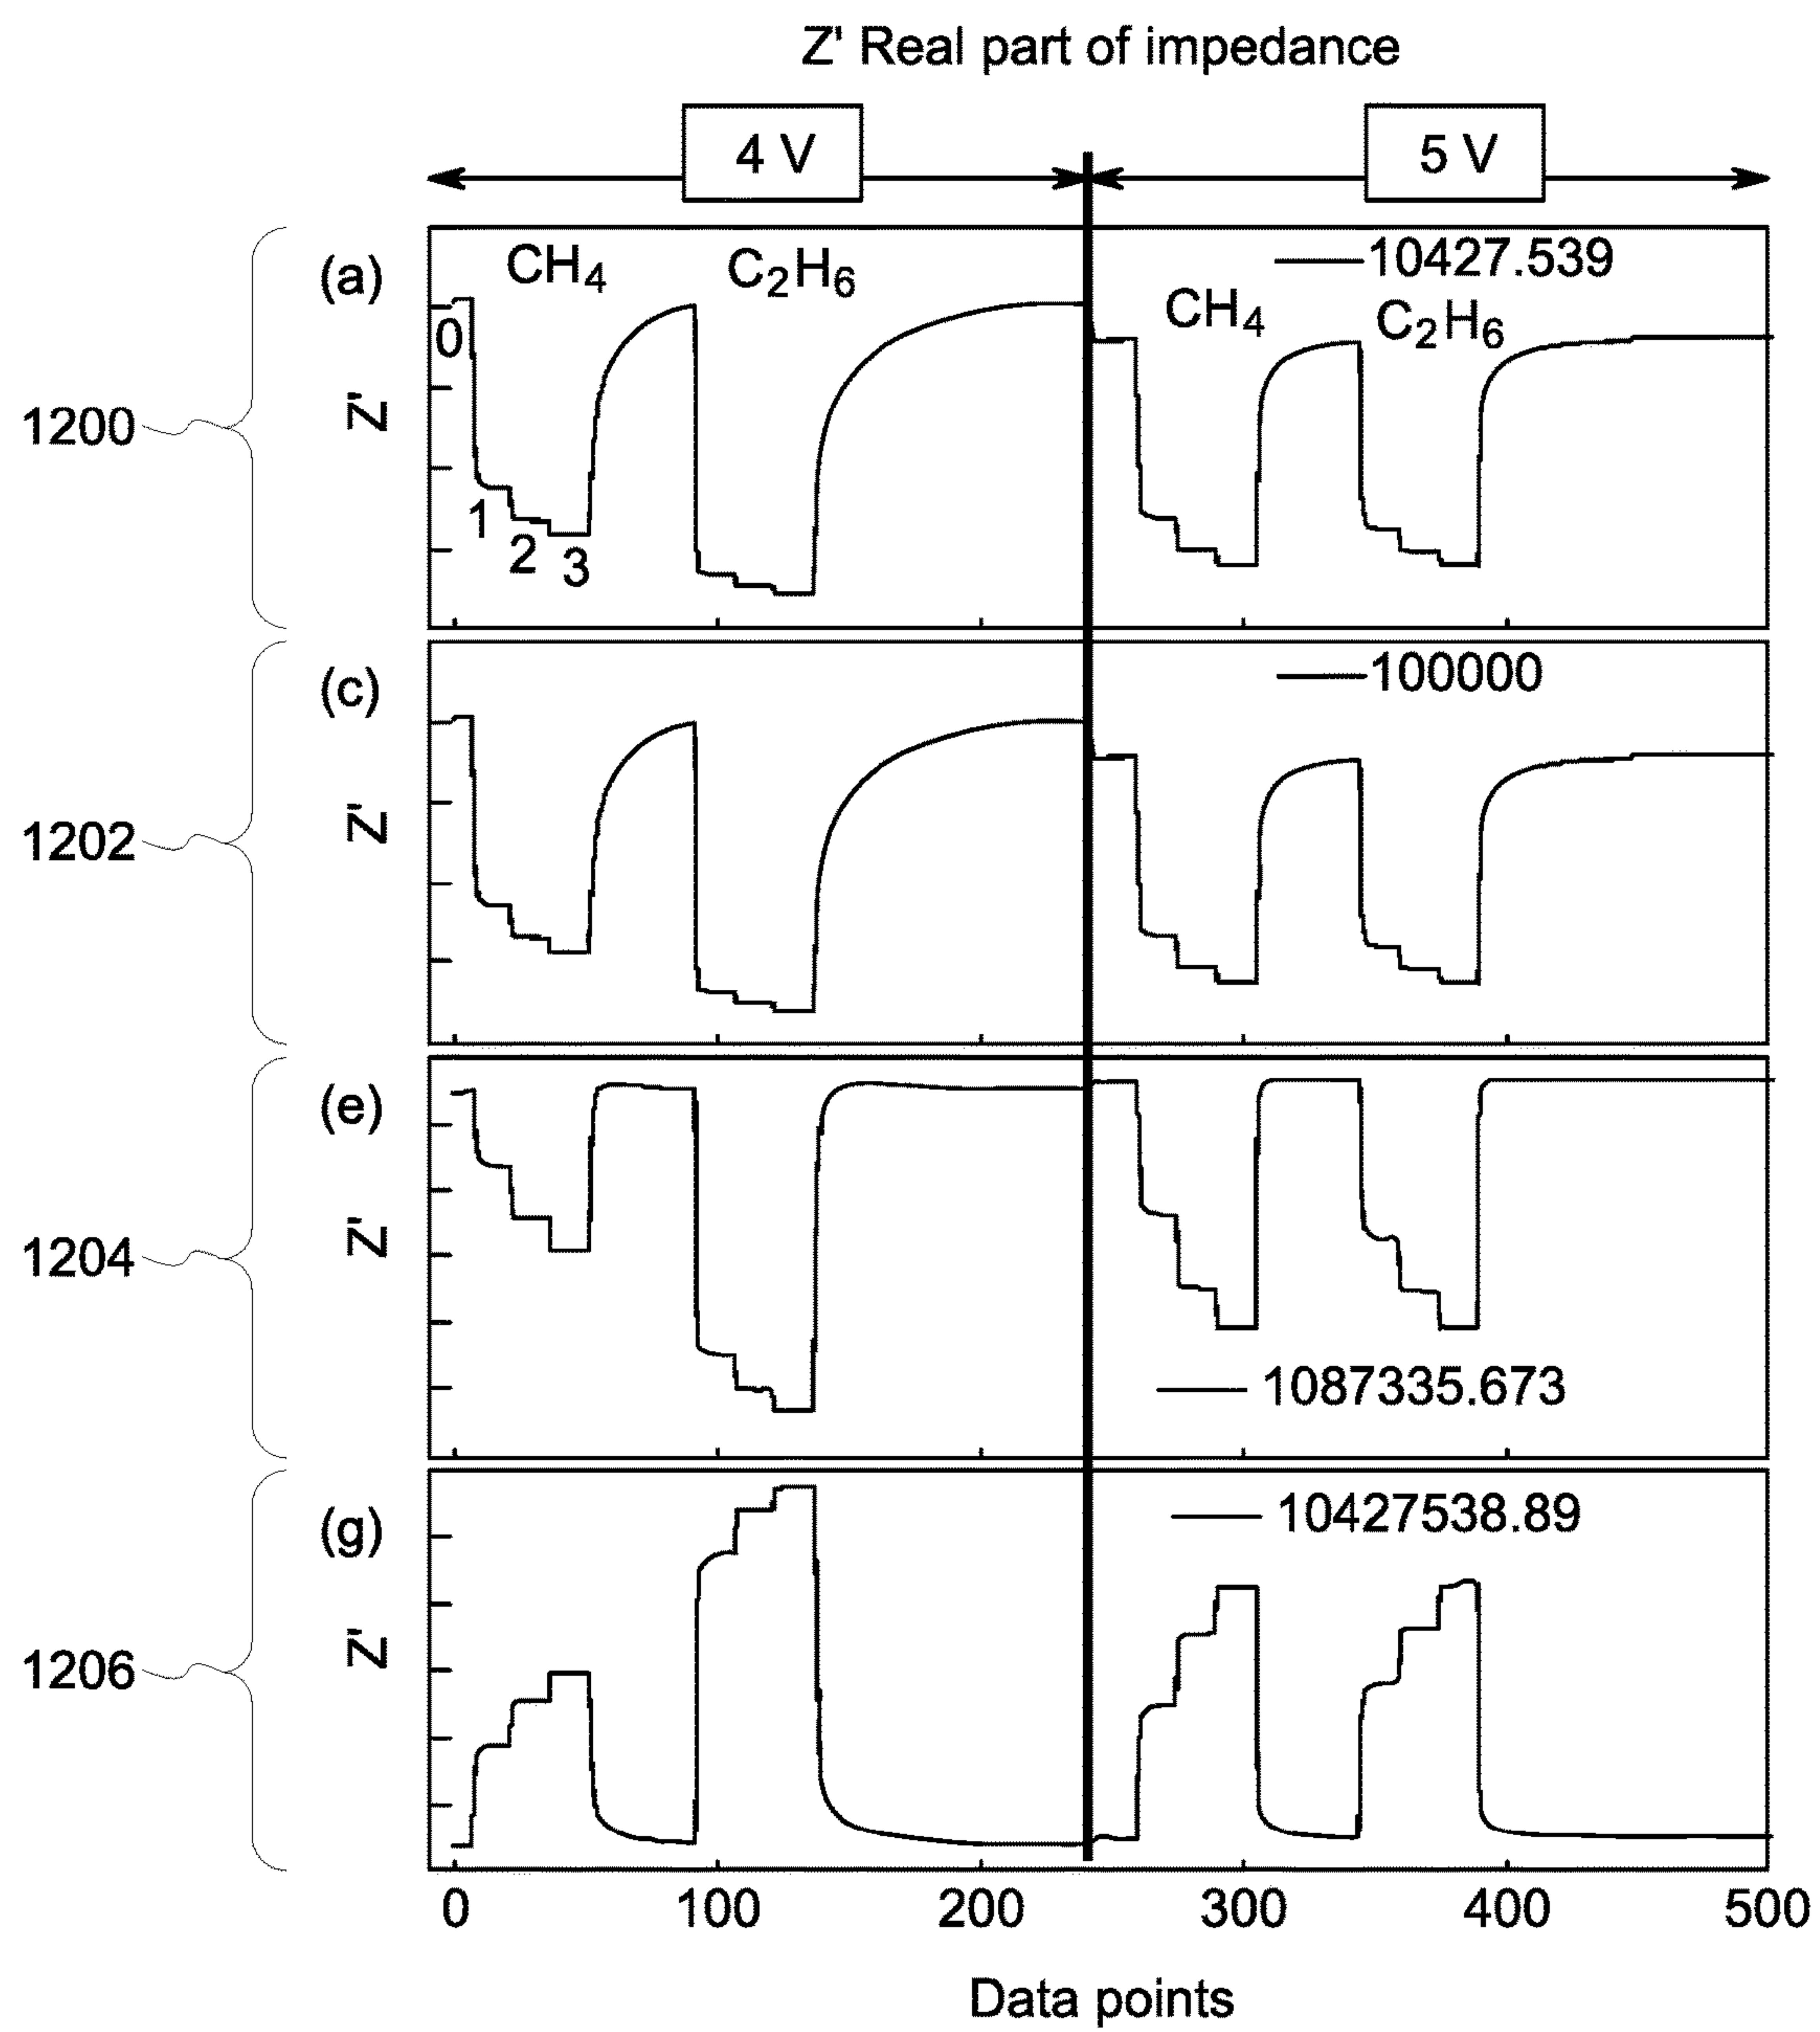 Z' Real part of impedance
4 V
5 V
(a)
CH4
C2H6
10427.539
CH4
C2H6
0
Z'
1200
1
2
3
(c)
100000
Z'
1202
(e)
Z'
1204
1087335.673
(g)
10427538.89
Z'
1206
0 100 200 300 400 500
Data points